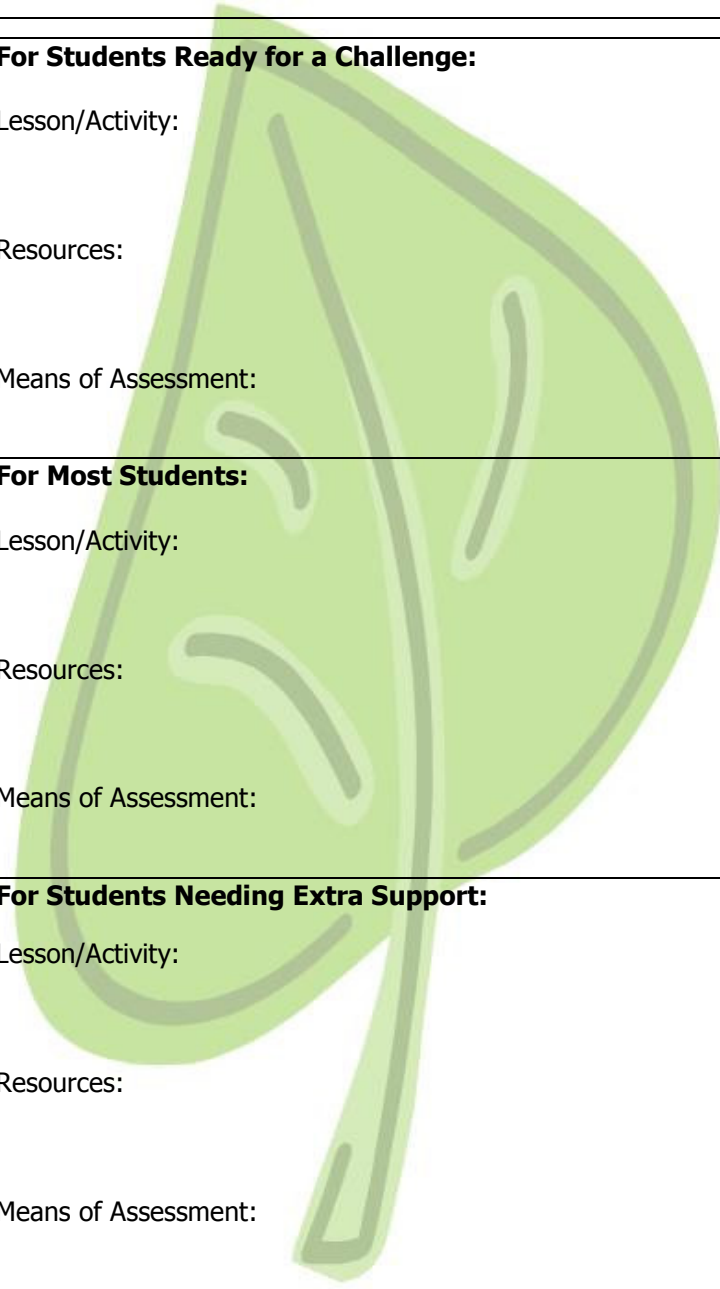 For Students Ready for a Challenge:
Lesson/Activity:
Resources:
Means of Assessment:
For Most Students:
Lesson/Activity:
Resources:
Means of Assessment:
For Students Needing Extra Support:
Lesson/Activity:
Resources:
Means of Assessment: